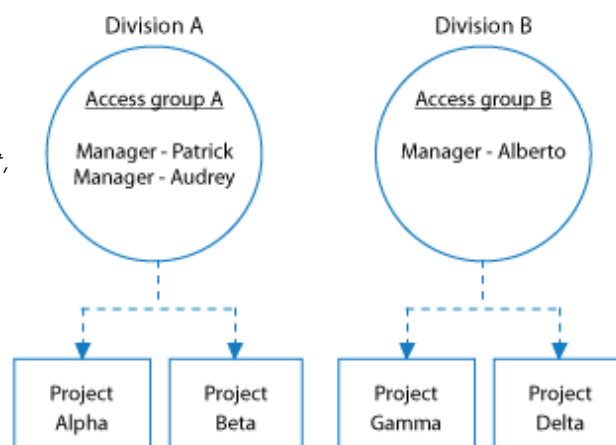 Division A
Access group A
Manager - Patrick
Manager - Audrey
Project
Alpha
Project
Beta
Division B
Access group B
Manager - Alberto
Project
Gamma
Project
Delta